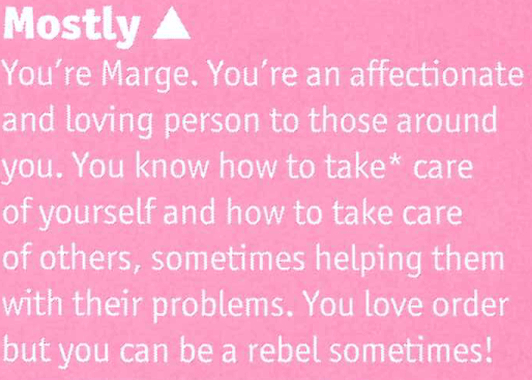 Mostly ▲
You're Marge. You're an affectionate
and loving person to those around
you. You know how to take* care
of yourself and how to take care
of others, sometimes helping them
with their problems. You love order
but you can be a rebel sometimes!